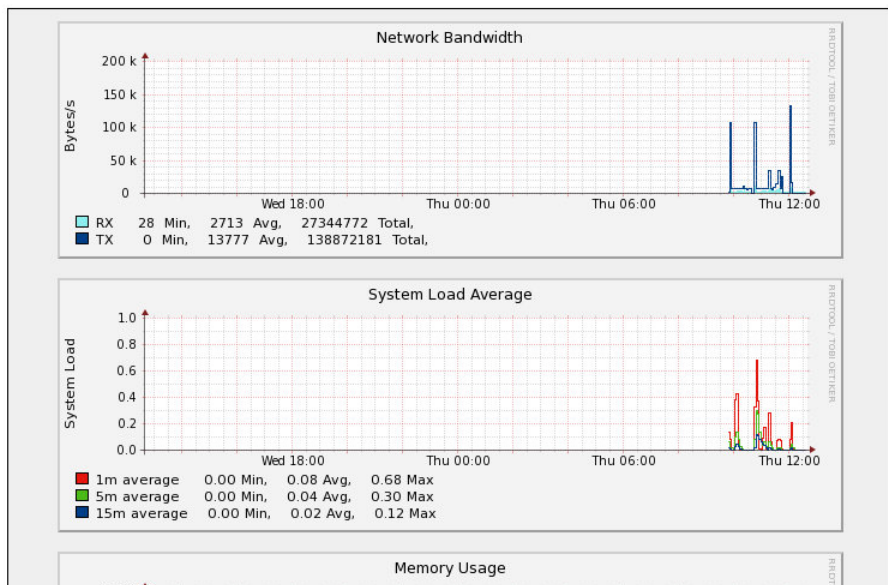 Network Bandwidth
RRDTOOL / TOBI OETIKER
Bytes/s
200 k
150 k
100 k
50 k
0
Wed 18:00 Thu 00:00 Thu 06:00 Thu 12:00
RX 28 Min, 2713 Avg, 27344772 Total,
TX 0 Min, 13777 Avg, 138872181 Total,
System Load Average
RRDTOOL / TOBI OETIKER
System Load
1.0
0.8
0.6
0.4
0.2
0.0
Wed 18:00 Thu 00:00 Thu 06:00 Thu 12:00
1m average 0.00 Min, 0.08 Avg, 0.68 Max
5m average 0.00 Min, 0.04 Avg, 0.30 Max
15m average 0.00 Min, 0.02 Avg, 0.12 Max
Memory Usage